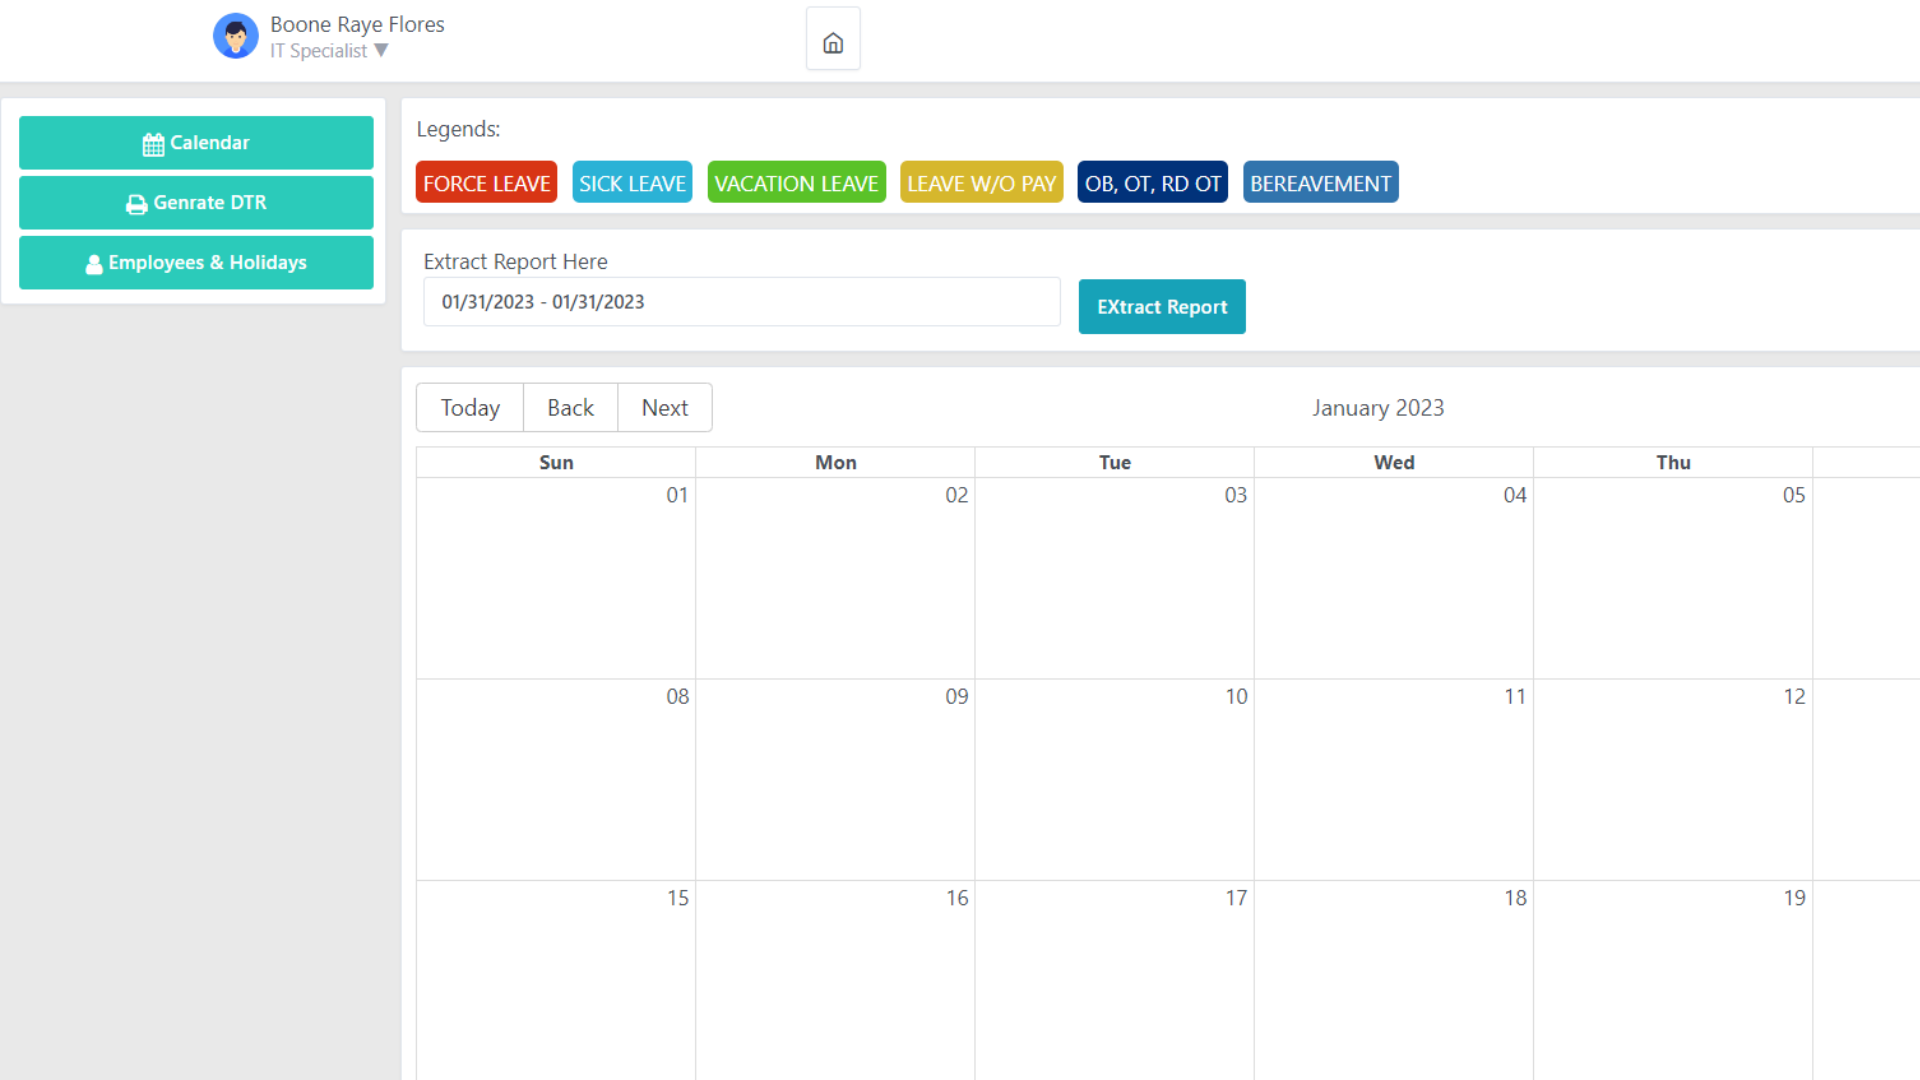 Boone Raye Flores
IT Specialist ▼
Calendar
Genrate DTR
Employees & Holidays
Legends:
FORCE LEAVE SICK LEAVE VACATION LEAVE LEAVE W/O PAY OB, OT, RD OT BEREAVEMENT
Extract Report Here
01/31/2023 - 01/31/2023
EXtract Report
Today Back Next
January 2023
Sun Mon Tue Wed Thu
01 02 03 04 05
08 09 10 11 12
15 16 17 18 19